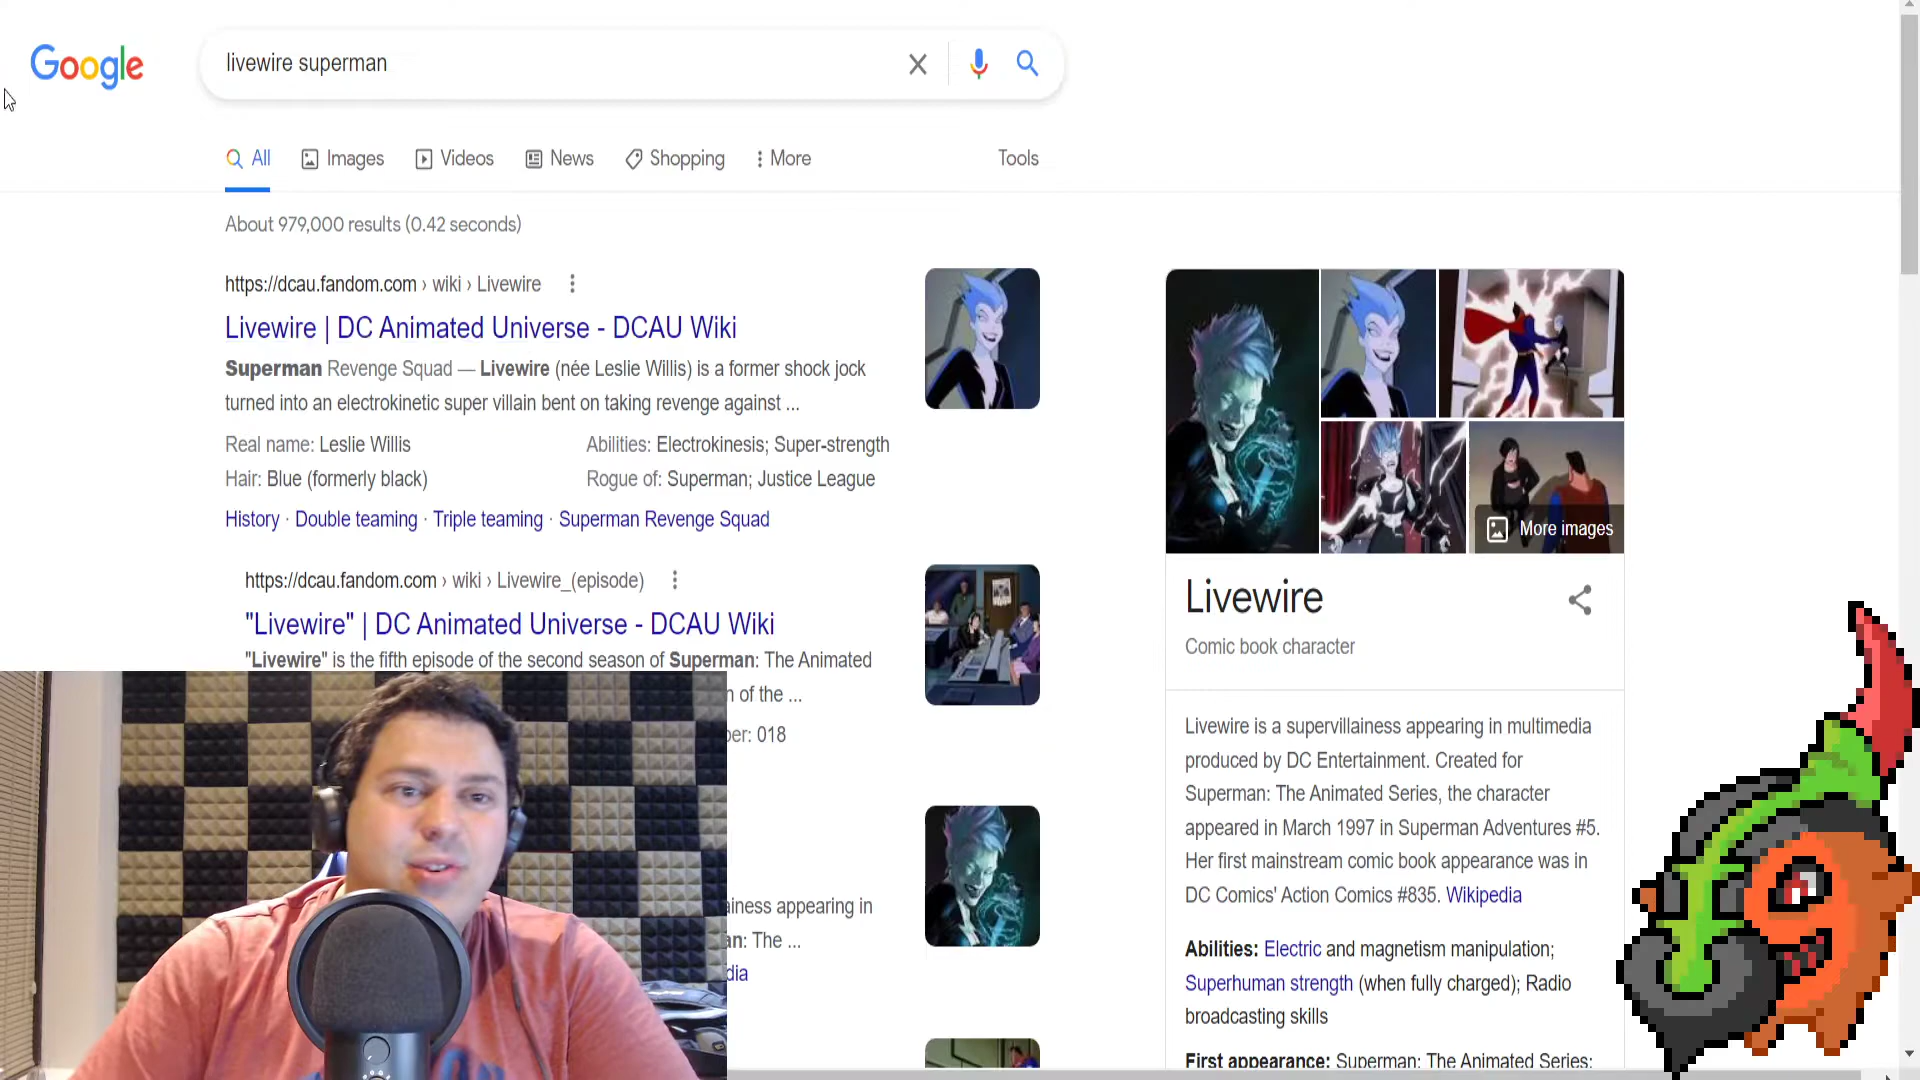 Google
livewire superman
All
Images
Videos
News
Shopping
More
Tools
About 979,000 results (0.42 seconds)
https://dcau.fandom.com › wiki › Livewire
Livewire | DC Animated Universe - DCAU Wiki
Superman Revenge Squad — Livewire (née Leslie Willis) is a former shock jock
turned into an electrokinetic super villain bent on taking revenge against ...
Real name: Leslie Willis
Abilities: Electrokinesis; Super-strength
Hair: Blue (formerly black)
Rogue of: Superman; Justice League
History · Double teaming · Triple teaming · Superman Revenge Squad
https://dcau.fandom.com › wiki › Livewire_(episode)
"Livewire" | DC Animated Universe - DCAU Wiki
"Livewire" is the fifth episode of the second season of Superman: The Animated
of the ...
018
appearing in
The ...
More images
Livewire
Comic book character
Livewire is a supervillainess appearing in multimedia
produced by DC Entertainment. Created for
Superman: The Animated Series, the character
appeared in March 1997 in Superman Adventures #5.
Her first mainstream comic book appearance was in
DC Comics' Action Comics #835. Wikipedia
Abilities: Electric and magnetism manipulation;
Superhuman strength (when fully charged); Radio
broadcasting skills
First appearance: Superman: The Animated Series: